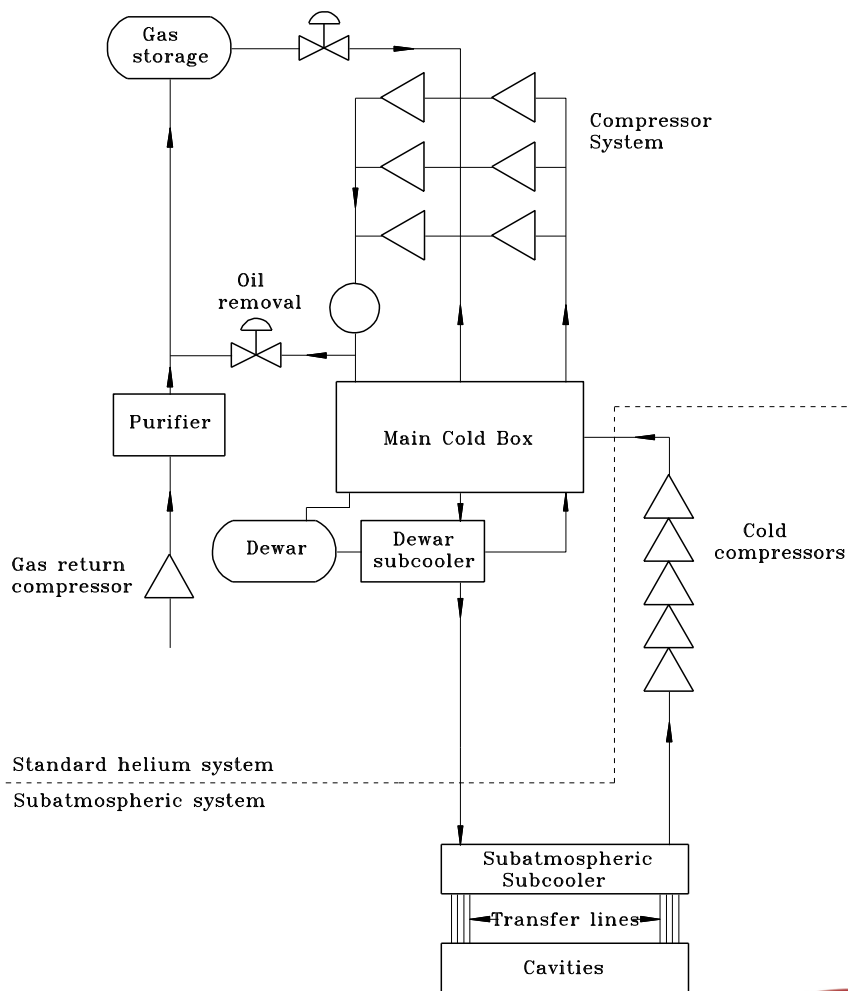 Gas
storage
Compressor
System
Oil
removal
Purifier
Main Cold Box
Dewar
Dewar
subcooler
Cold
compressors
Gas return
compressor
Standard helium system
Subatmospheric system
Subatmospheric
Subcooler
Transfer lines
Cavities